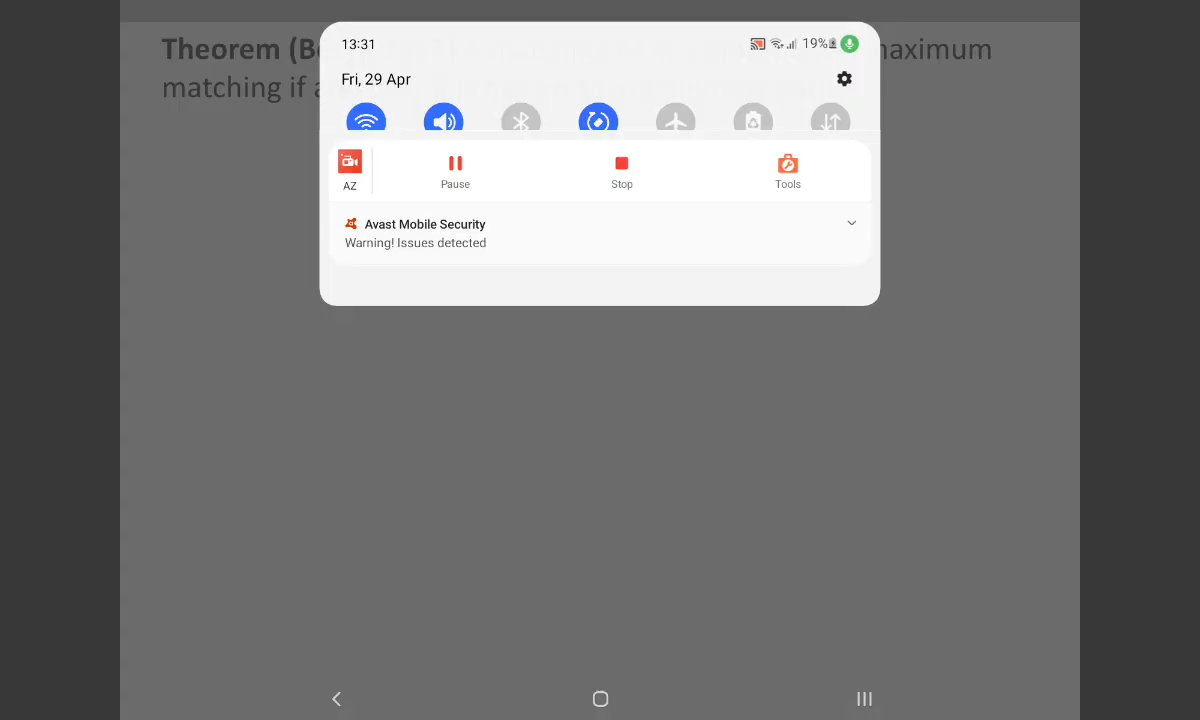 Theorem (B
maximum
matching if a
13:31
19%
Fri, 29 Apr
AZ
Pause
Stop
Tools
Avast Mobile Security
Warning! Issues detected